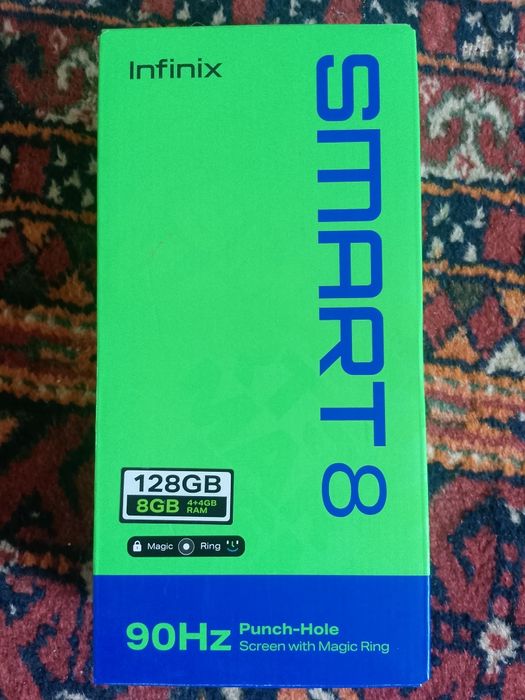 Infinix
SMART 8
128GB
8GB 4+4GB RAM
Magic Ring
90Hz Punch-Hole
Screen with Magic Ring